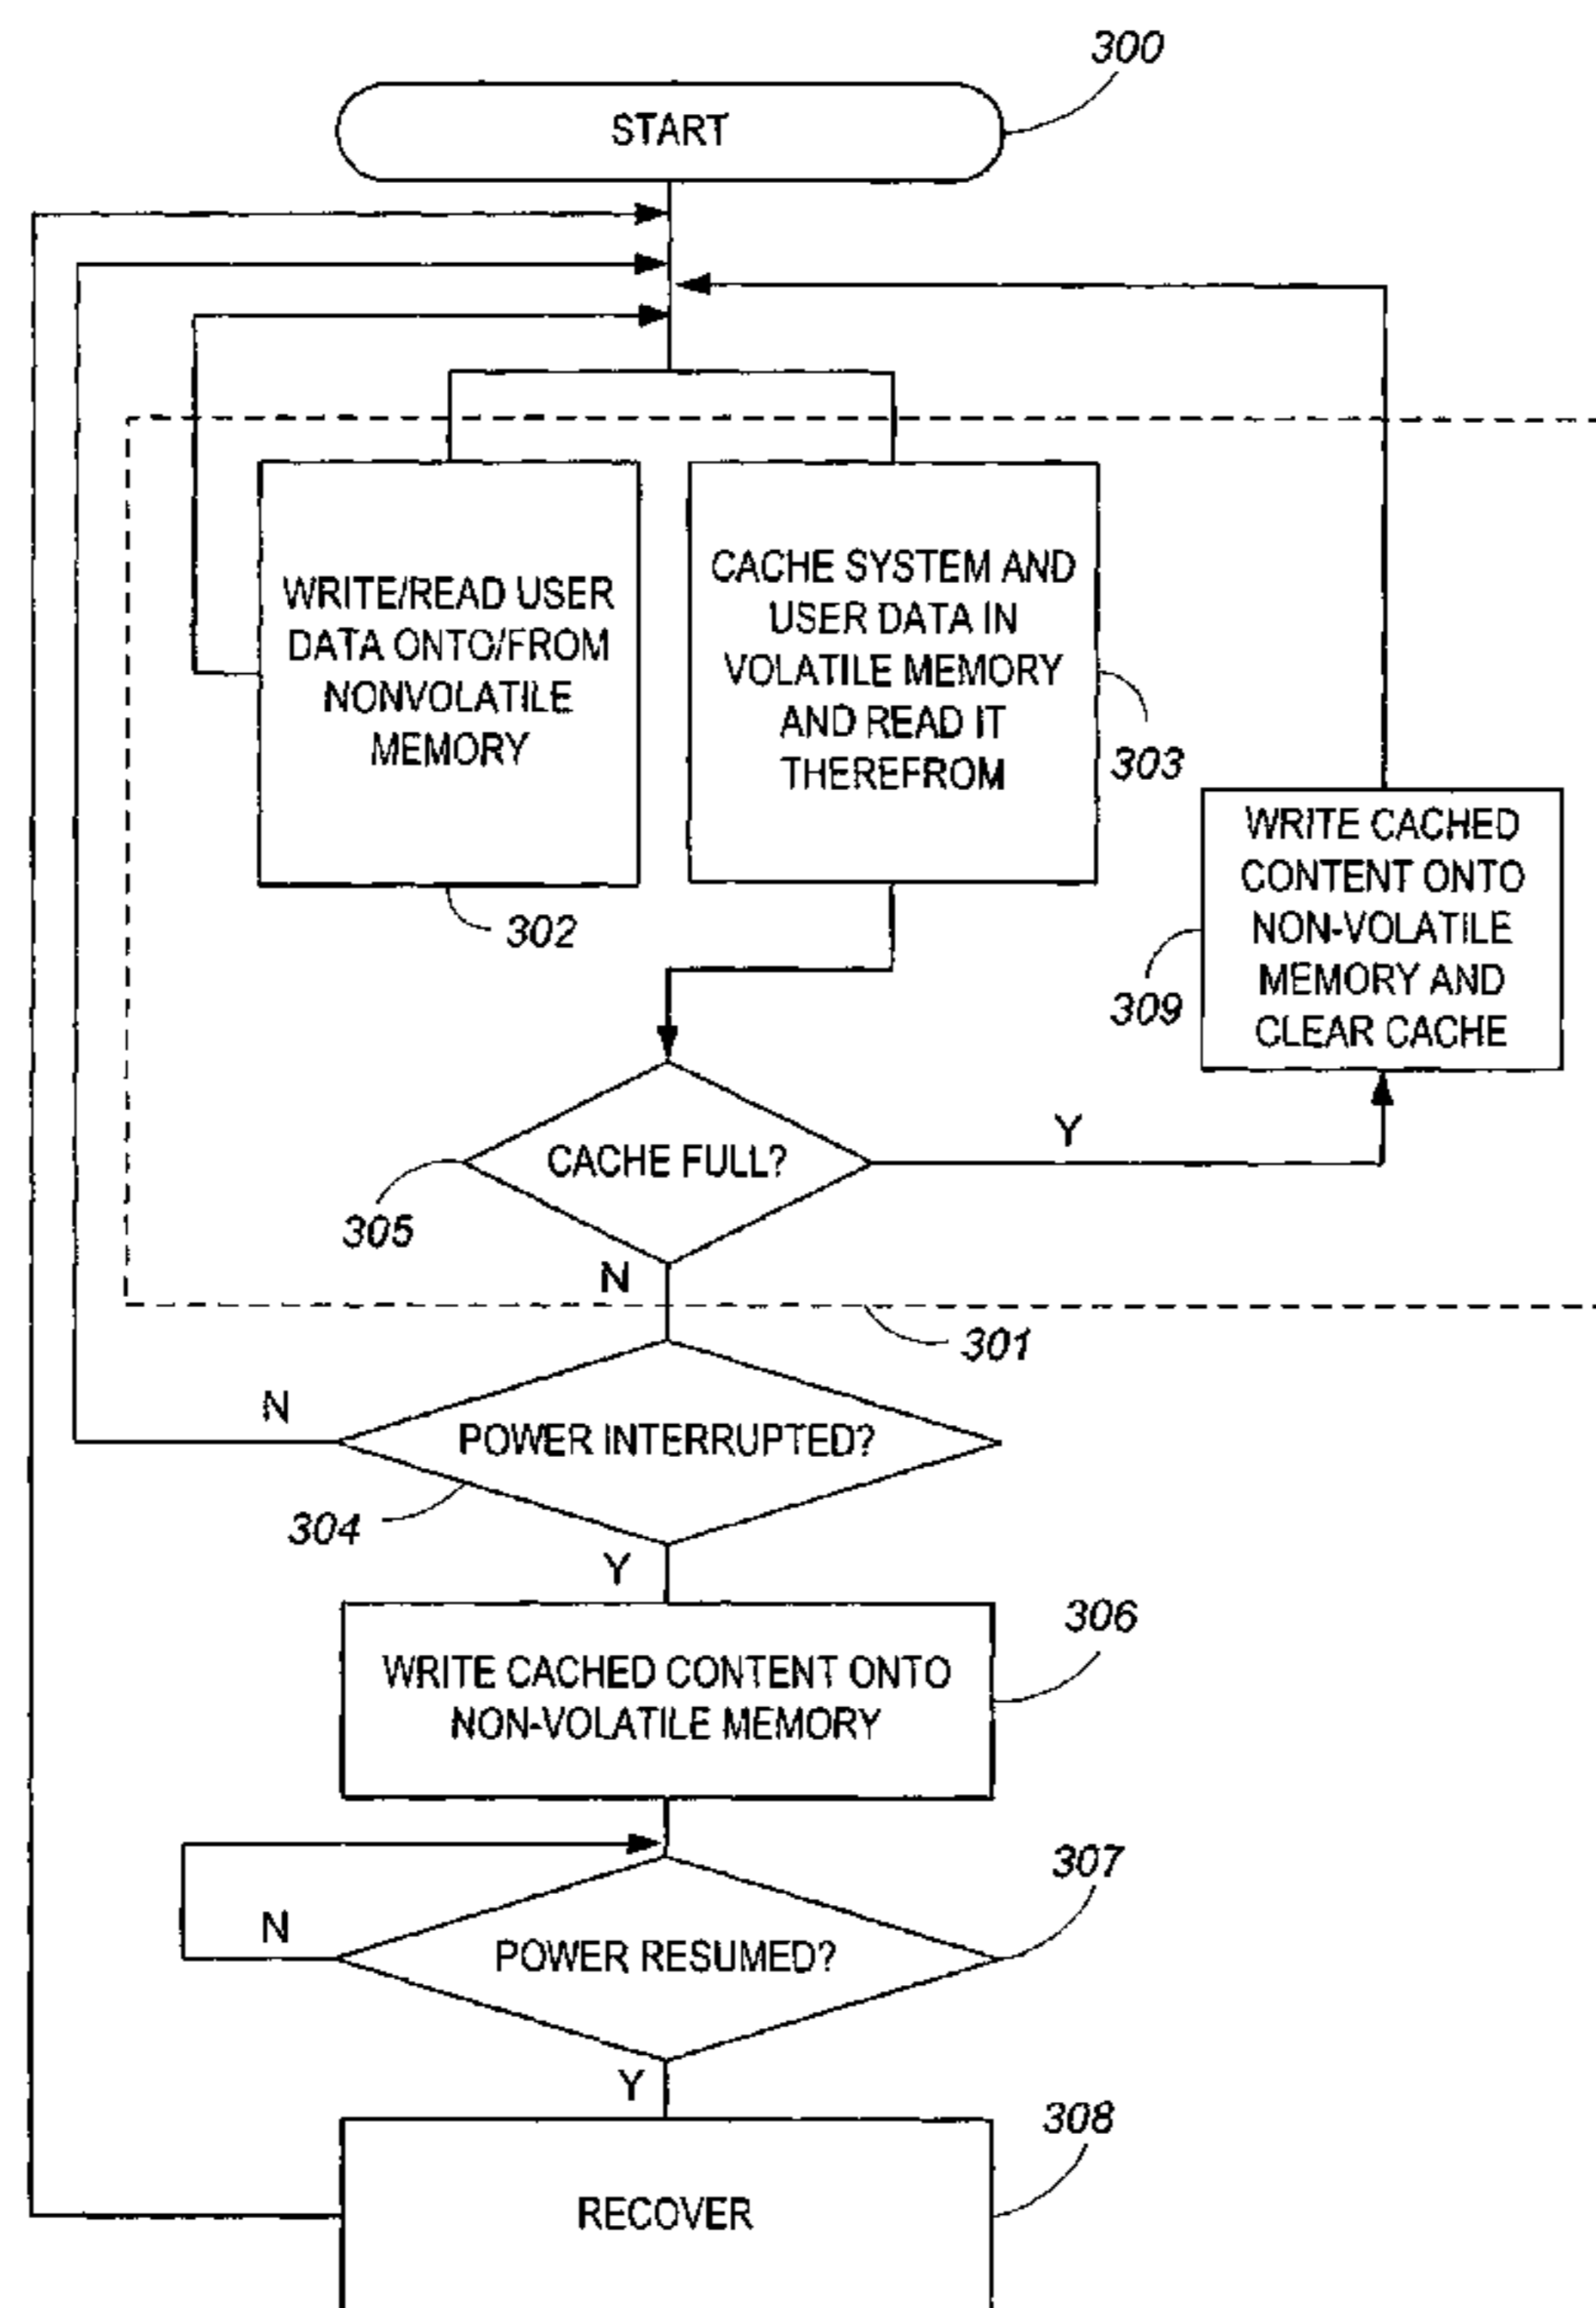 300
START
WRITE/READ USER
DATA ONTO/FROM
NONVOLATILE
MEMORY
302
CACHE SYSTEM AND
USER DATA IN
VOLATILE MEMORY
AND READ IT
THEREFROM
303
WRITE CACHED
CONTENT ONTO
NON-VOLATILE
MEMORY AND
CLEAR CACHE
309
CACHE FULL?
Y
305
N
301
POWER INTERRUPTED?
N
304
Y
306
WRITE CACHED CONTENT ONTO
NON-VOLATILE MEMORY
307
N
POWER RESUMED?
Y
308
RECOVER